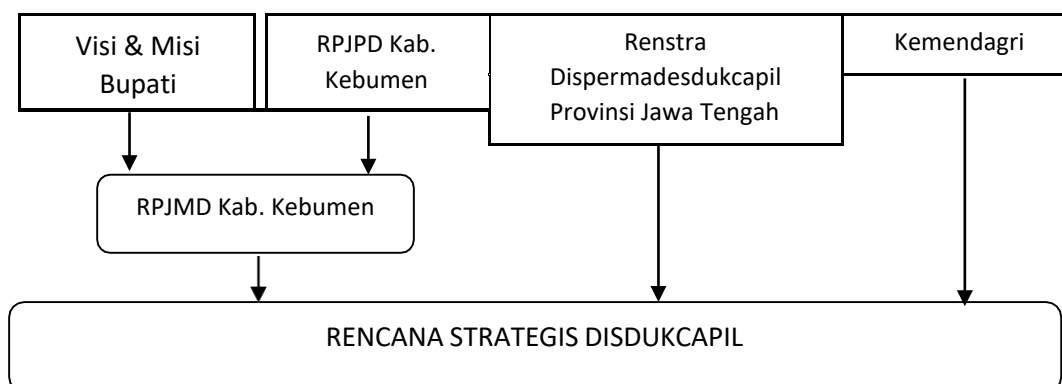 Visi & Misi
Bupati
RPJPD Kab.
Kebumen
Renstra
Dispermadesdukcapil
Provinsi Jawa Tengah
Kemendagri
RPJMD Kab. Kebumen
RENCANA STRATEGIS DISDUKCAPIL